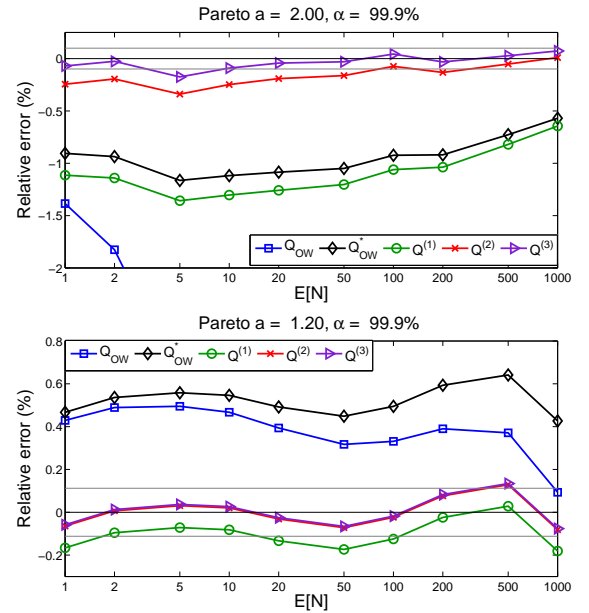 Pareto a = 2.00, α = 99.9%
Relative error (%)
0
−0.5
−1
−1.5
−2
Q_OW Q*_OW Q^(1) Q^(2) Q^(3)
1 2 5 10 20 50 100 200 500 1000
E[N]
Pareto a = 1.20, α = 99.9%
Relative error (%)
0.8
Q_OW Q*_OW Q^(1) Q^(2) Q^(3)
0.6
0.4
0.2
0
−0.2
1 2 5 10 20 50 100 200 500 1000
E[N]